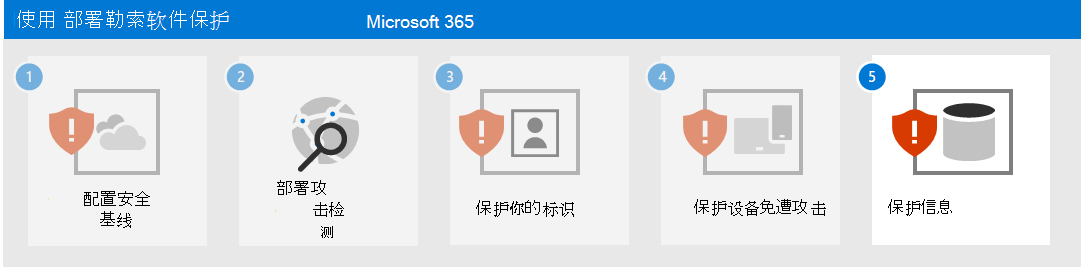 使用 部署勒索软件保护 Microsoft 365
1
配置安全
基线
2
部署攻
击检
测
3
保护你的标识
4
保护设备免遭攻击
5
保护信息